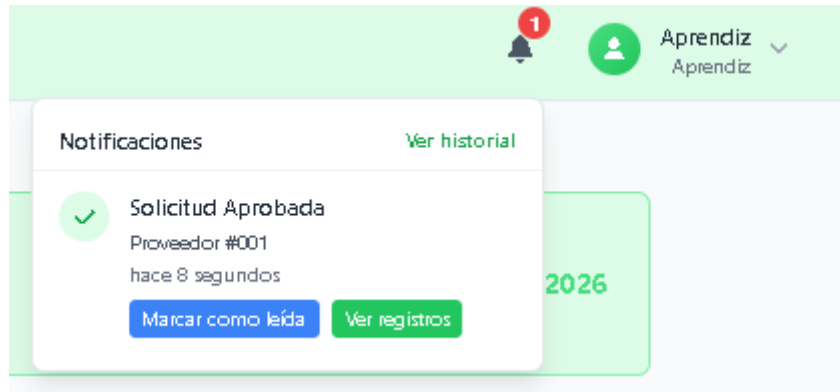 1
Aprendiz
Aprendiz
Notificaciones
Ver historial
Solicitud Aprobada
Proveedor #001
hace 8 segundos
2026
Marcar como leída
Ver registros